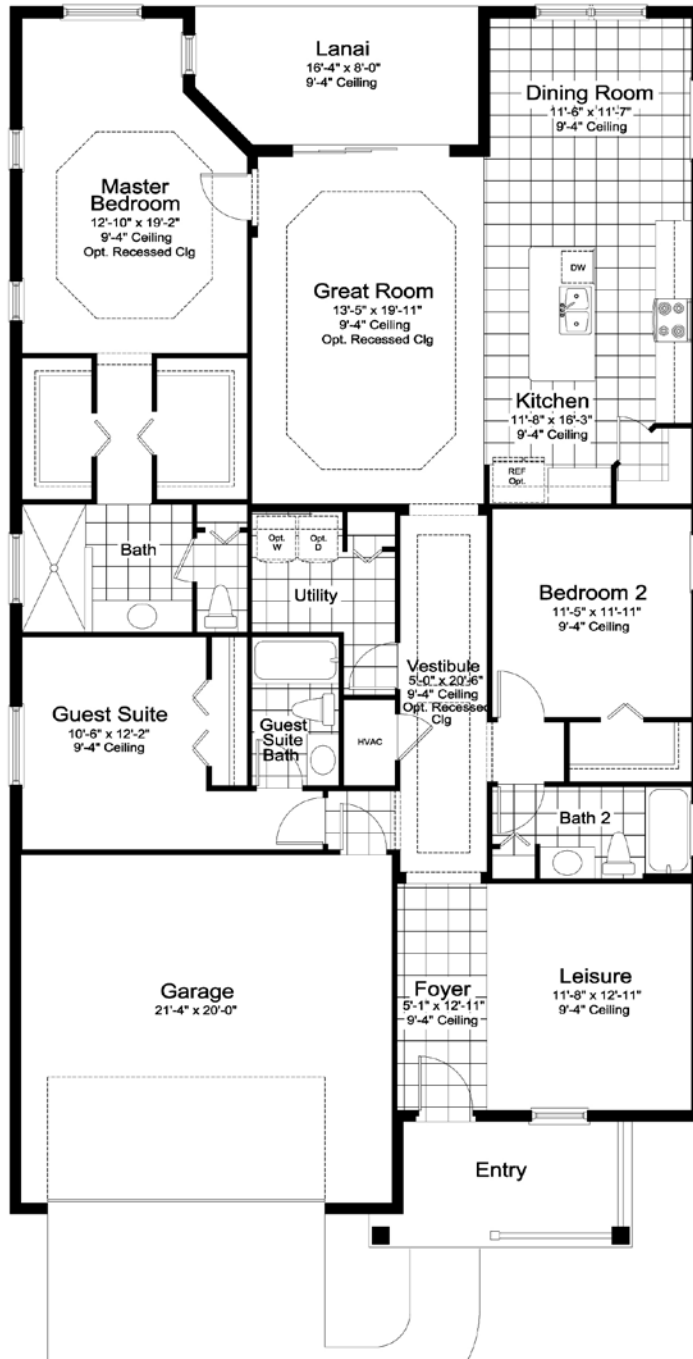 Lanai
16'-4" x 8'-0"
9'-4" Ceiling
Dining Room
11'-6" x 11'-7"
9'-4" Ceiling
Master
Bedroom
12'-10" x 19'-2"
9'-4" Ceiling
Opt. Recessed Clg
Great Room
13'-5" x 19'-11"
9'-4" Ceiling
Opt. Recessed Clg
DW
Kitchen
11'-8" x 16'-3"
9'-4" Ceiling
REF
Opt.
Bath
Opt.
W
Opt.
D
Utility
Bedroom 2
11'-5" x 11'-11"
9'-4" Ceiling
Vestibule
5'-0" x 20'-6"
9'-4" Ceiling
Opt. Recessed
Clg
Guest Suite
10'-6" x 12'-2"
9'-4" Ceiling
Guest
Suite
Bath
HVAC
Bath 2
Garage
21'-4" x 20'-0"
Foyer
5'-1" x 12'-11"
9'-4" Ceiling
Leisure
11'-8" x 12'-11"
9'-4" Ceiling
Entry